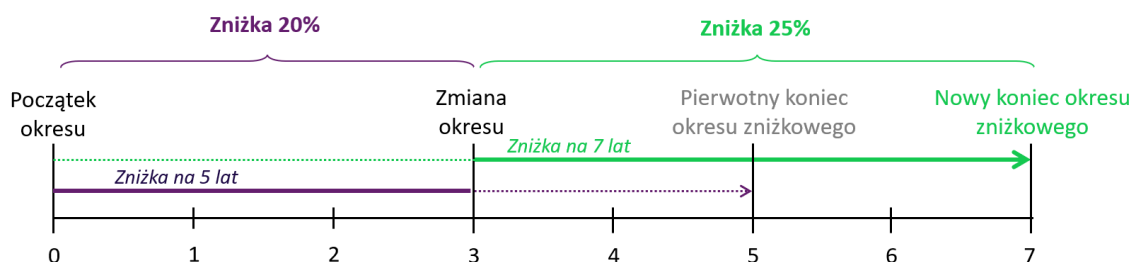 Zniżka 20%
Zniżka 25%
Początek
okresu
Zmiana
okresu
Pierwotny koniec
okresu zniżkowego
Nowy koniec okresu
zniżkowego
Zniżka na 7 lat
Zniżka na 5 lat
0 1 2 3 4 5 6 7